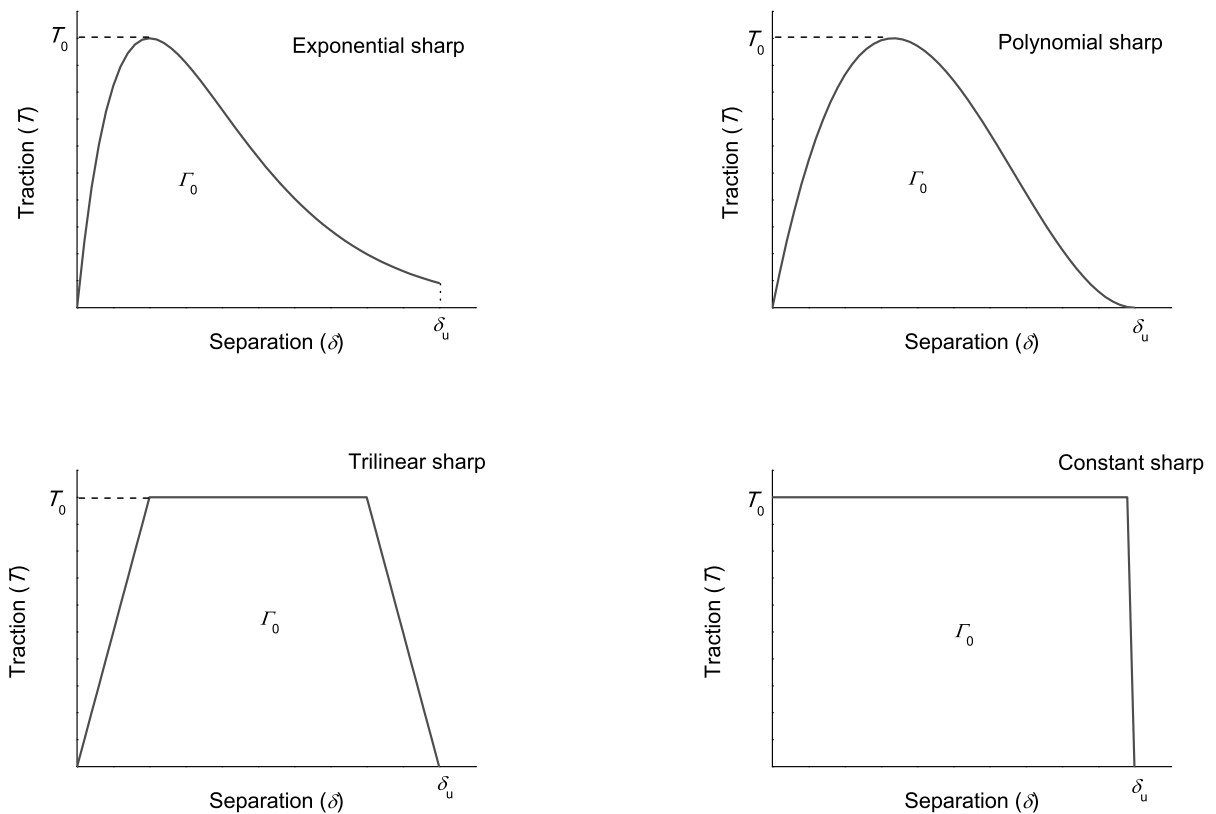 Exponential sharp
T0
Traction (T)
Γ0
δu
Separation (δ)
Polynomial sharp
T0
Traction (T)
Γ0
δu
Separation (δ)
Trilinear sharp
T0
Traction (T)
Γ0
δu
Separation (δ)
Constant sharp
T0
Traction (T)
Γ0
δu
Separation (δ)